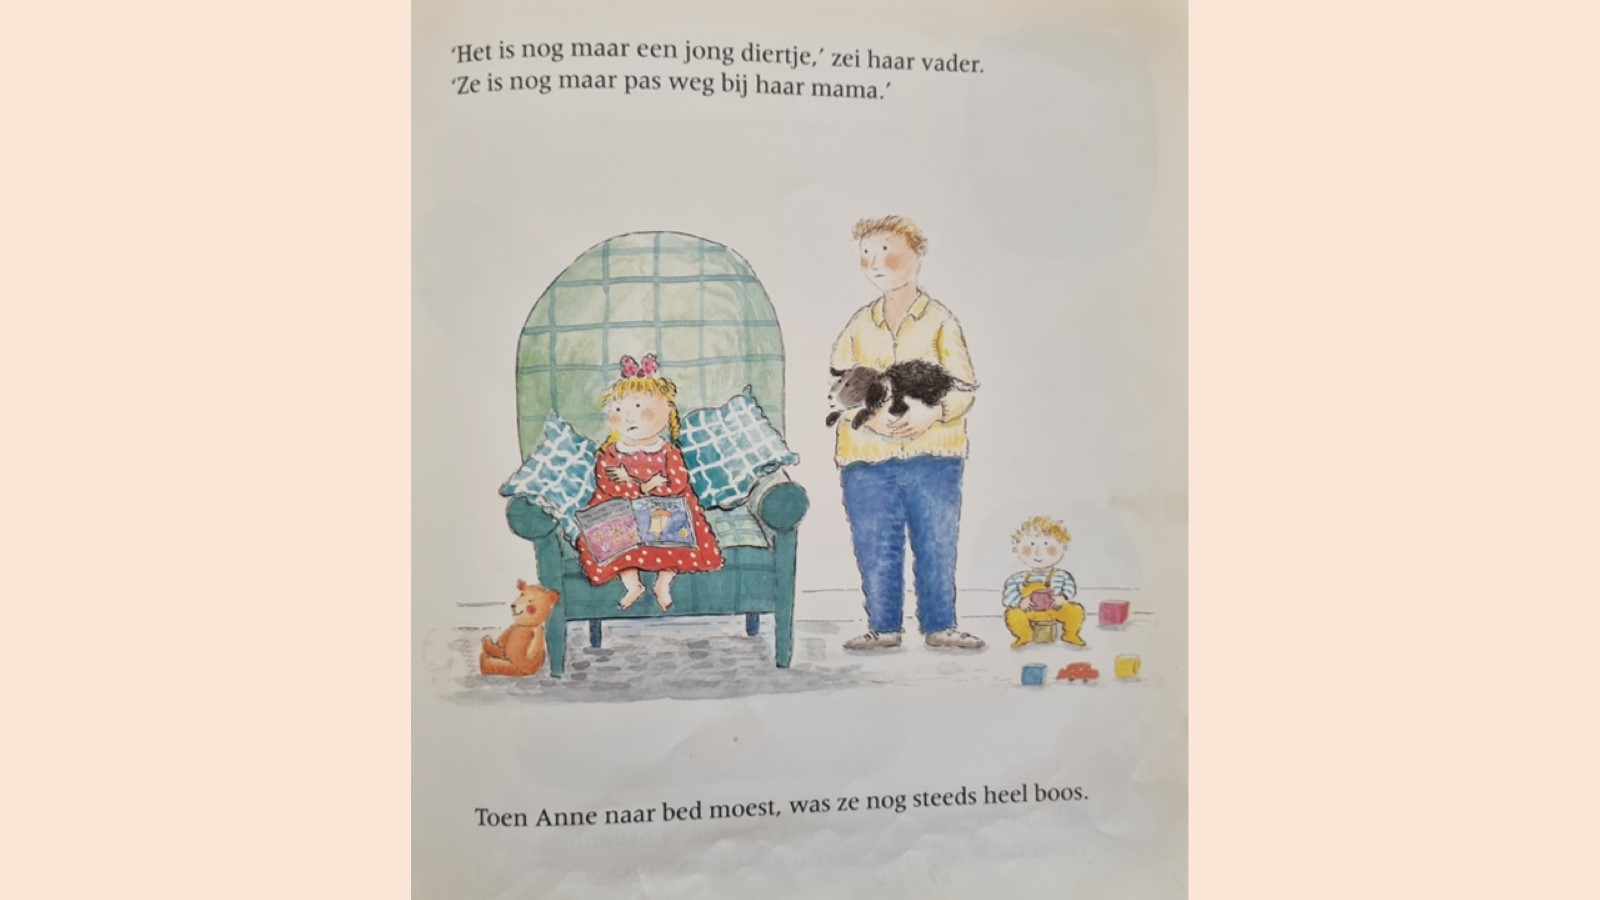 ‘Het is nog maar een jong diertje,’ zei haar vader.
‘Ze is nog maar pas weg bij haar mama.’
Toen Anne naar bed moest, was ze nog steeds heel boos.